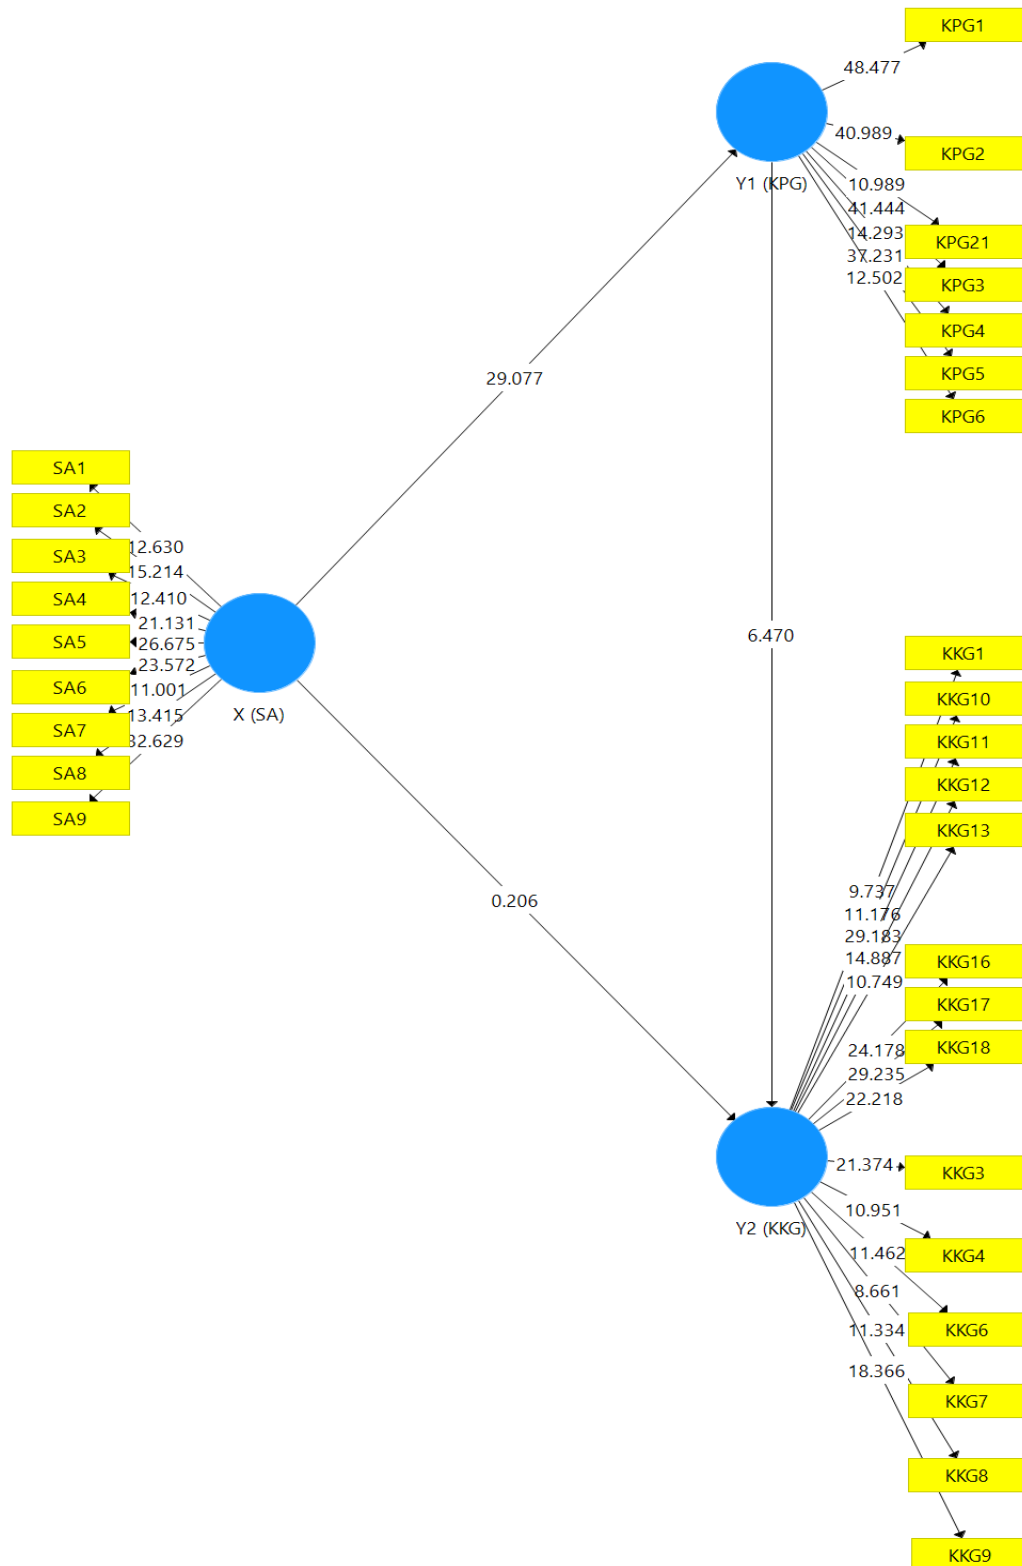 KPG1
48.477
40.989
KPG2
Y1 (KPG)
10.989
41.444
14.293
37.231
12.502
KPG21
KPG3
KPG4
KPG5
KPG6
29.077
SA1
SA2
SA3
SA4
SA5
SA6
SA7
SA8
SA9
12.630
15.214
12.410
21.131
26.675
23.572
11.001
13.415
32.629
X (SA)
6.470
0.206
KKG1
KKG10
KKG11
KKG12
KKG13
9.737
11.176
29.183
14.887
10.749
KKG16
KKG17
KKG18
24.178
29.235
22.218
21.374
KKG3
Y2 (KKG)
10.951
KKG4
11.462
KKG6
8.661
KKG7
11.334
KKG8
18.366
KKG9